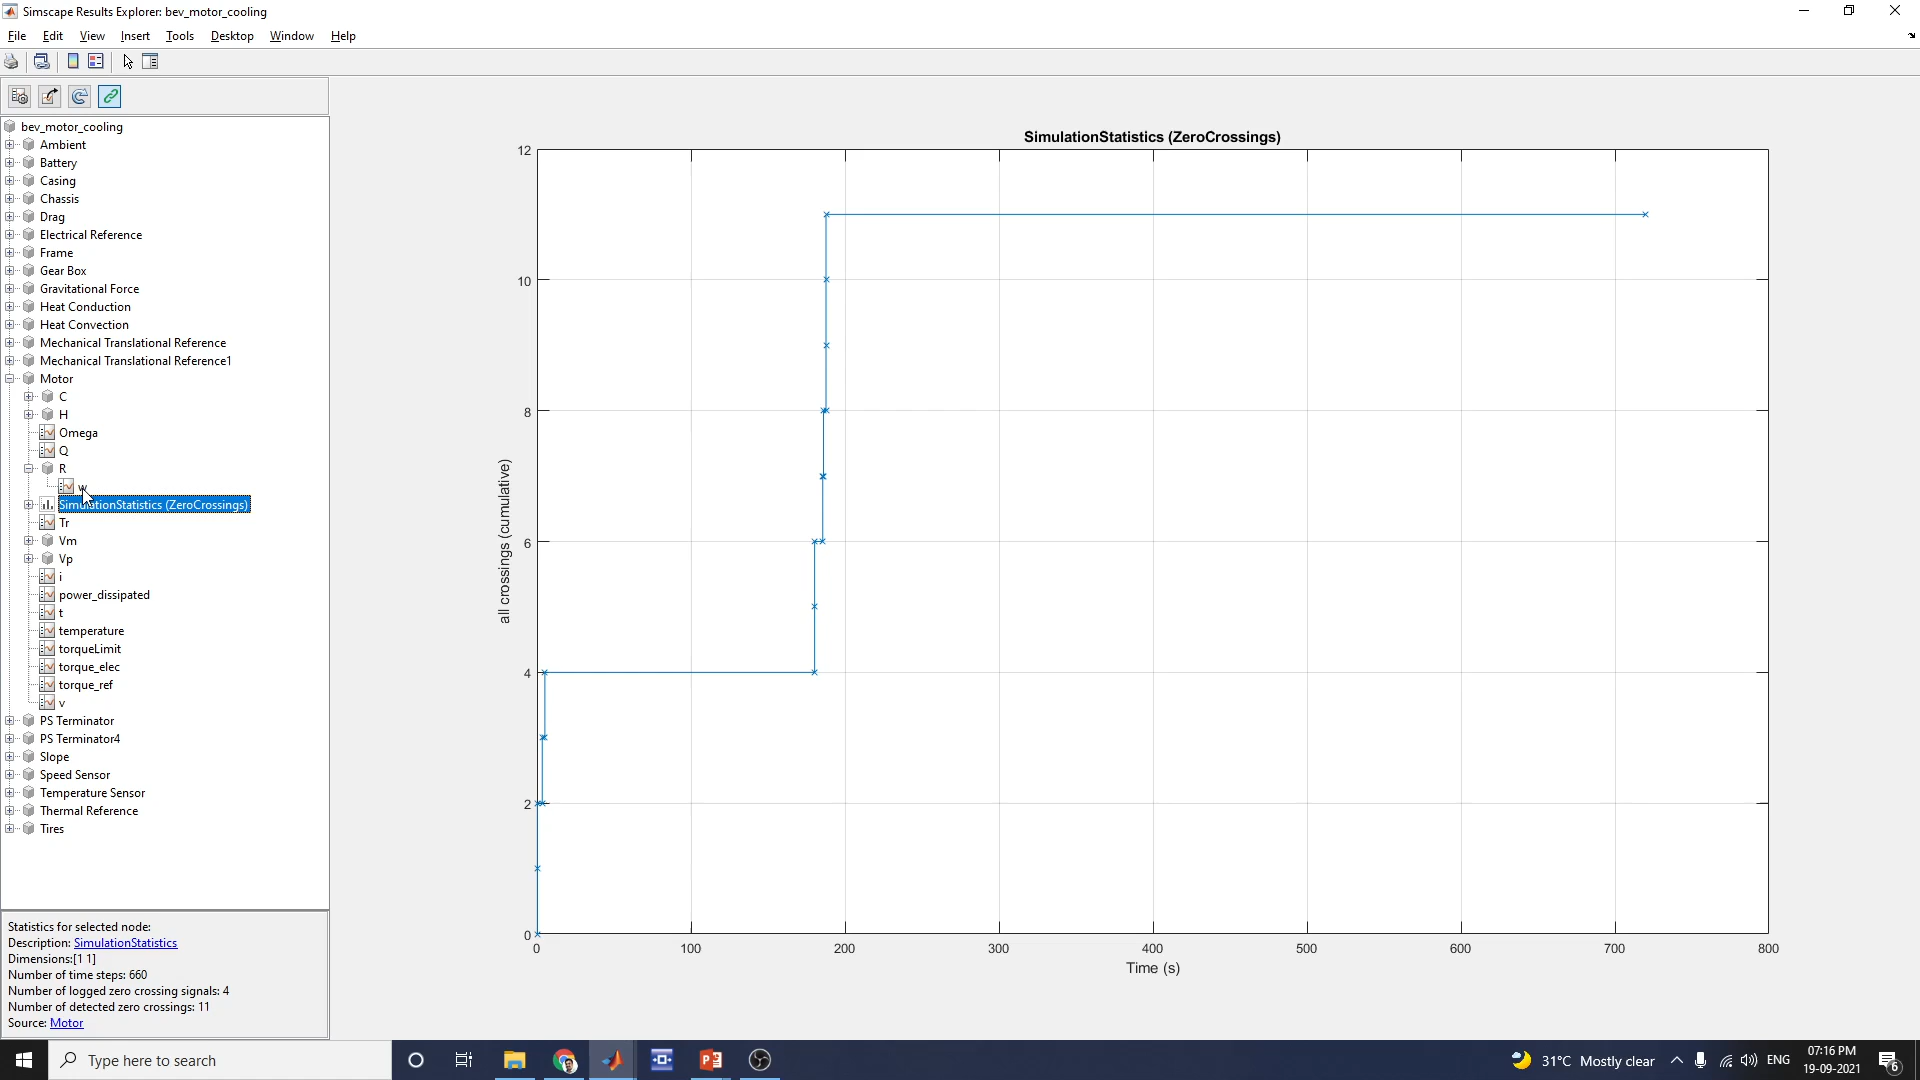 Simscape Results Explorer: bev_motor_cooling
File Edit View Insert Tools Desktop Window Help
bev_motor_cooling
Ambient
Battery
Casing
Chassis
Drag
Electrical Reference
Frame
Gear Box
Gravitational Force
Heat Conduction
Heat Convection
Mechanical Translational Reference
Mechanical Translational Reference1
Motor
C
H
Omega
Q
R
w
SimulationStatistics (ZeroCrossings)
Tr
Vm
Vp
i
power_dissipated
t
temperature
torqueLimit
torque_elec
torque_ref
v
PS Terminator
PS Terminator4
Slope
Speed Sensor
Temperature Sensor
Thermal Reference
Tires
Statistics for selected node:
Description: SimulationStatistics
Dimensions:[1 1]
Number of time steps: 660
Number of logged zero crossing signals: 4
Number of detected zero crossings: 11
Source: Motor
SimulationStatistics (ZeroCrossings)
12
10
8
6
4
2
0
all crossings (cumulative)
0 100 200 300 400 500 600 700 800
Time (s)
Type here to search
31°C Mostly clear
ENG
07:16 PM
19-09-2021
6